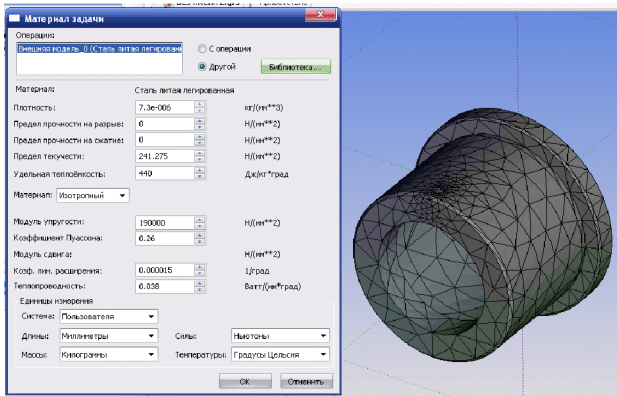 Материал задачи
Операции:
Внешняя модель_0 (Сталь литая легирован
С операции
Другой
Библиотека...
Материал: Сталь литая легированная
Плотность: 7.3e-006 кг/(мм**3)
Предел прочности на разрыв: 0 Н/(мм**2)
Предел прочности на сжатие: 0 Н/(мм**2)
Предел текучести: 241.275 Н/(мм**2)
Удельная теплоёмкость: 440 Дж/кг*град
Материал: Изотропный
Модуль упругости: 190000 Н/(мм**2)
Коэффициент Пуассона: 0.26
Модуль сдвига: Н/(мм**2)
Коэф. лин. расширения: 0.000015 1/град
Теплопроводность: 0.038 Ватт/(мм*град)
Единицы измерения
Система: Пользователя
Длины: Миллиметры Силы: Ньютоны
Массы: Килограммы Температуры: Градусы Цельсия
ОК Отменить